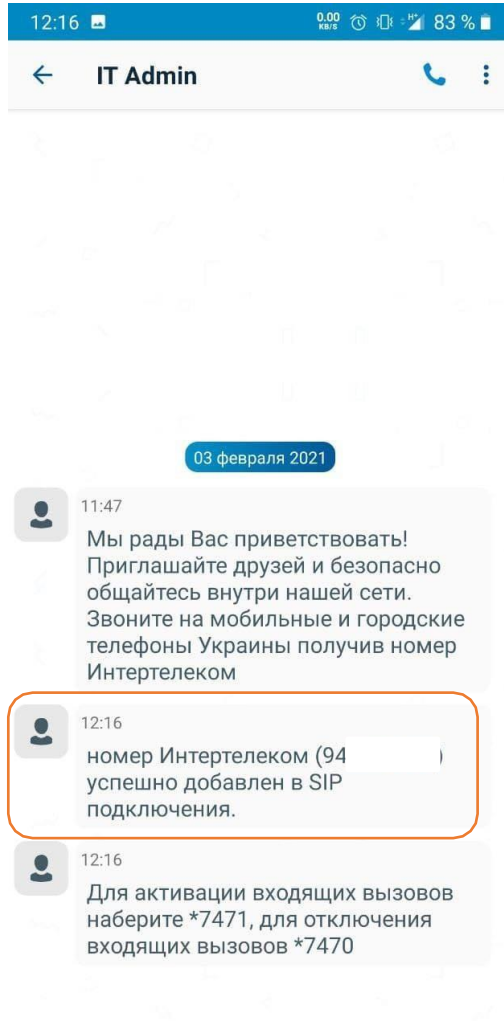 12:16
0.00
KB/S
H+
83 %
IT Admin
03 февраля 2021
11:47
Мы рады Вас приветствовать!
Приглашайте друзей и безопасно
общайтесь внутри нашей сети.
Звоните на мобильные и городские
телефоны Украины получив номер
Интертелеком
12:16
номер Интертелеком (94 )
успешно добавлен в SIP
подключения.
12:16
Для активации входящих вызовов
наберите *7471, для отключения
входящих вызовов *7470